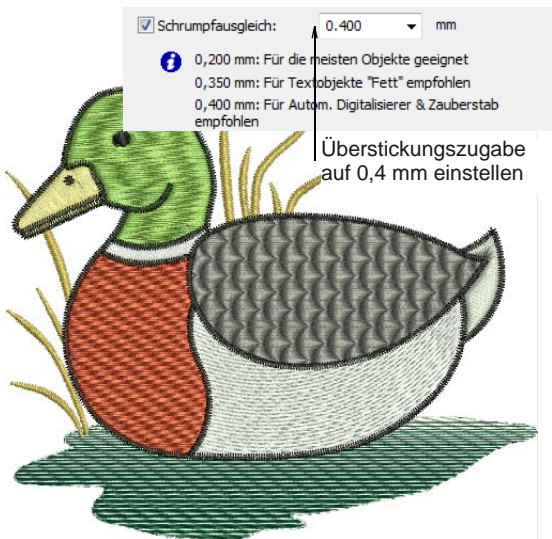 Schrumpfausgleich: 0.400 mm
0,200 mm: Für die meisten Objekte geeignet
0,350 mm: Für Textobjekte "Fett" empfohlen
0,400 mm: Für Autom. Digitalisierer & Zauberstab
empfohlen
Überstickungszugabe
auf 0,4 mm einstellen